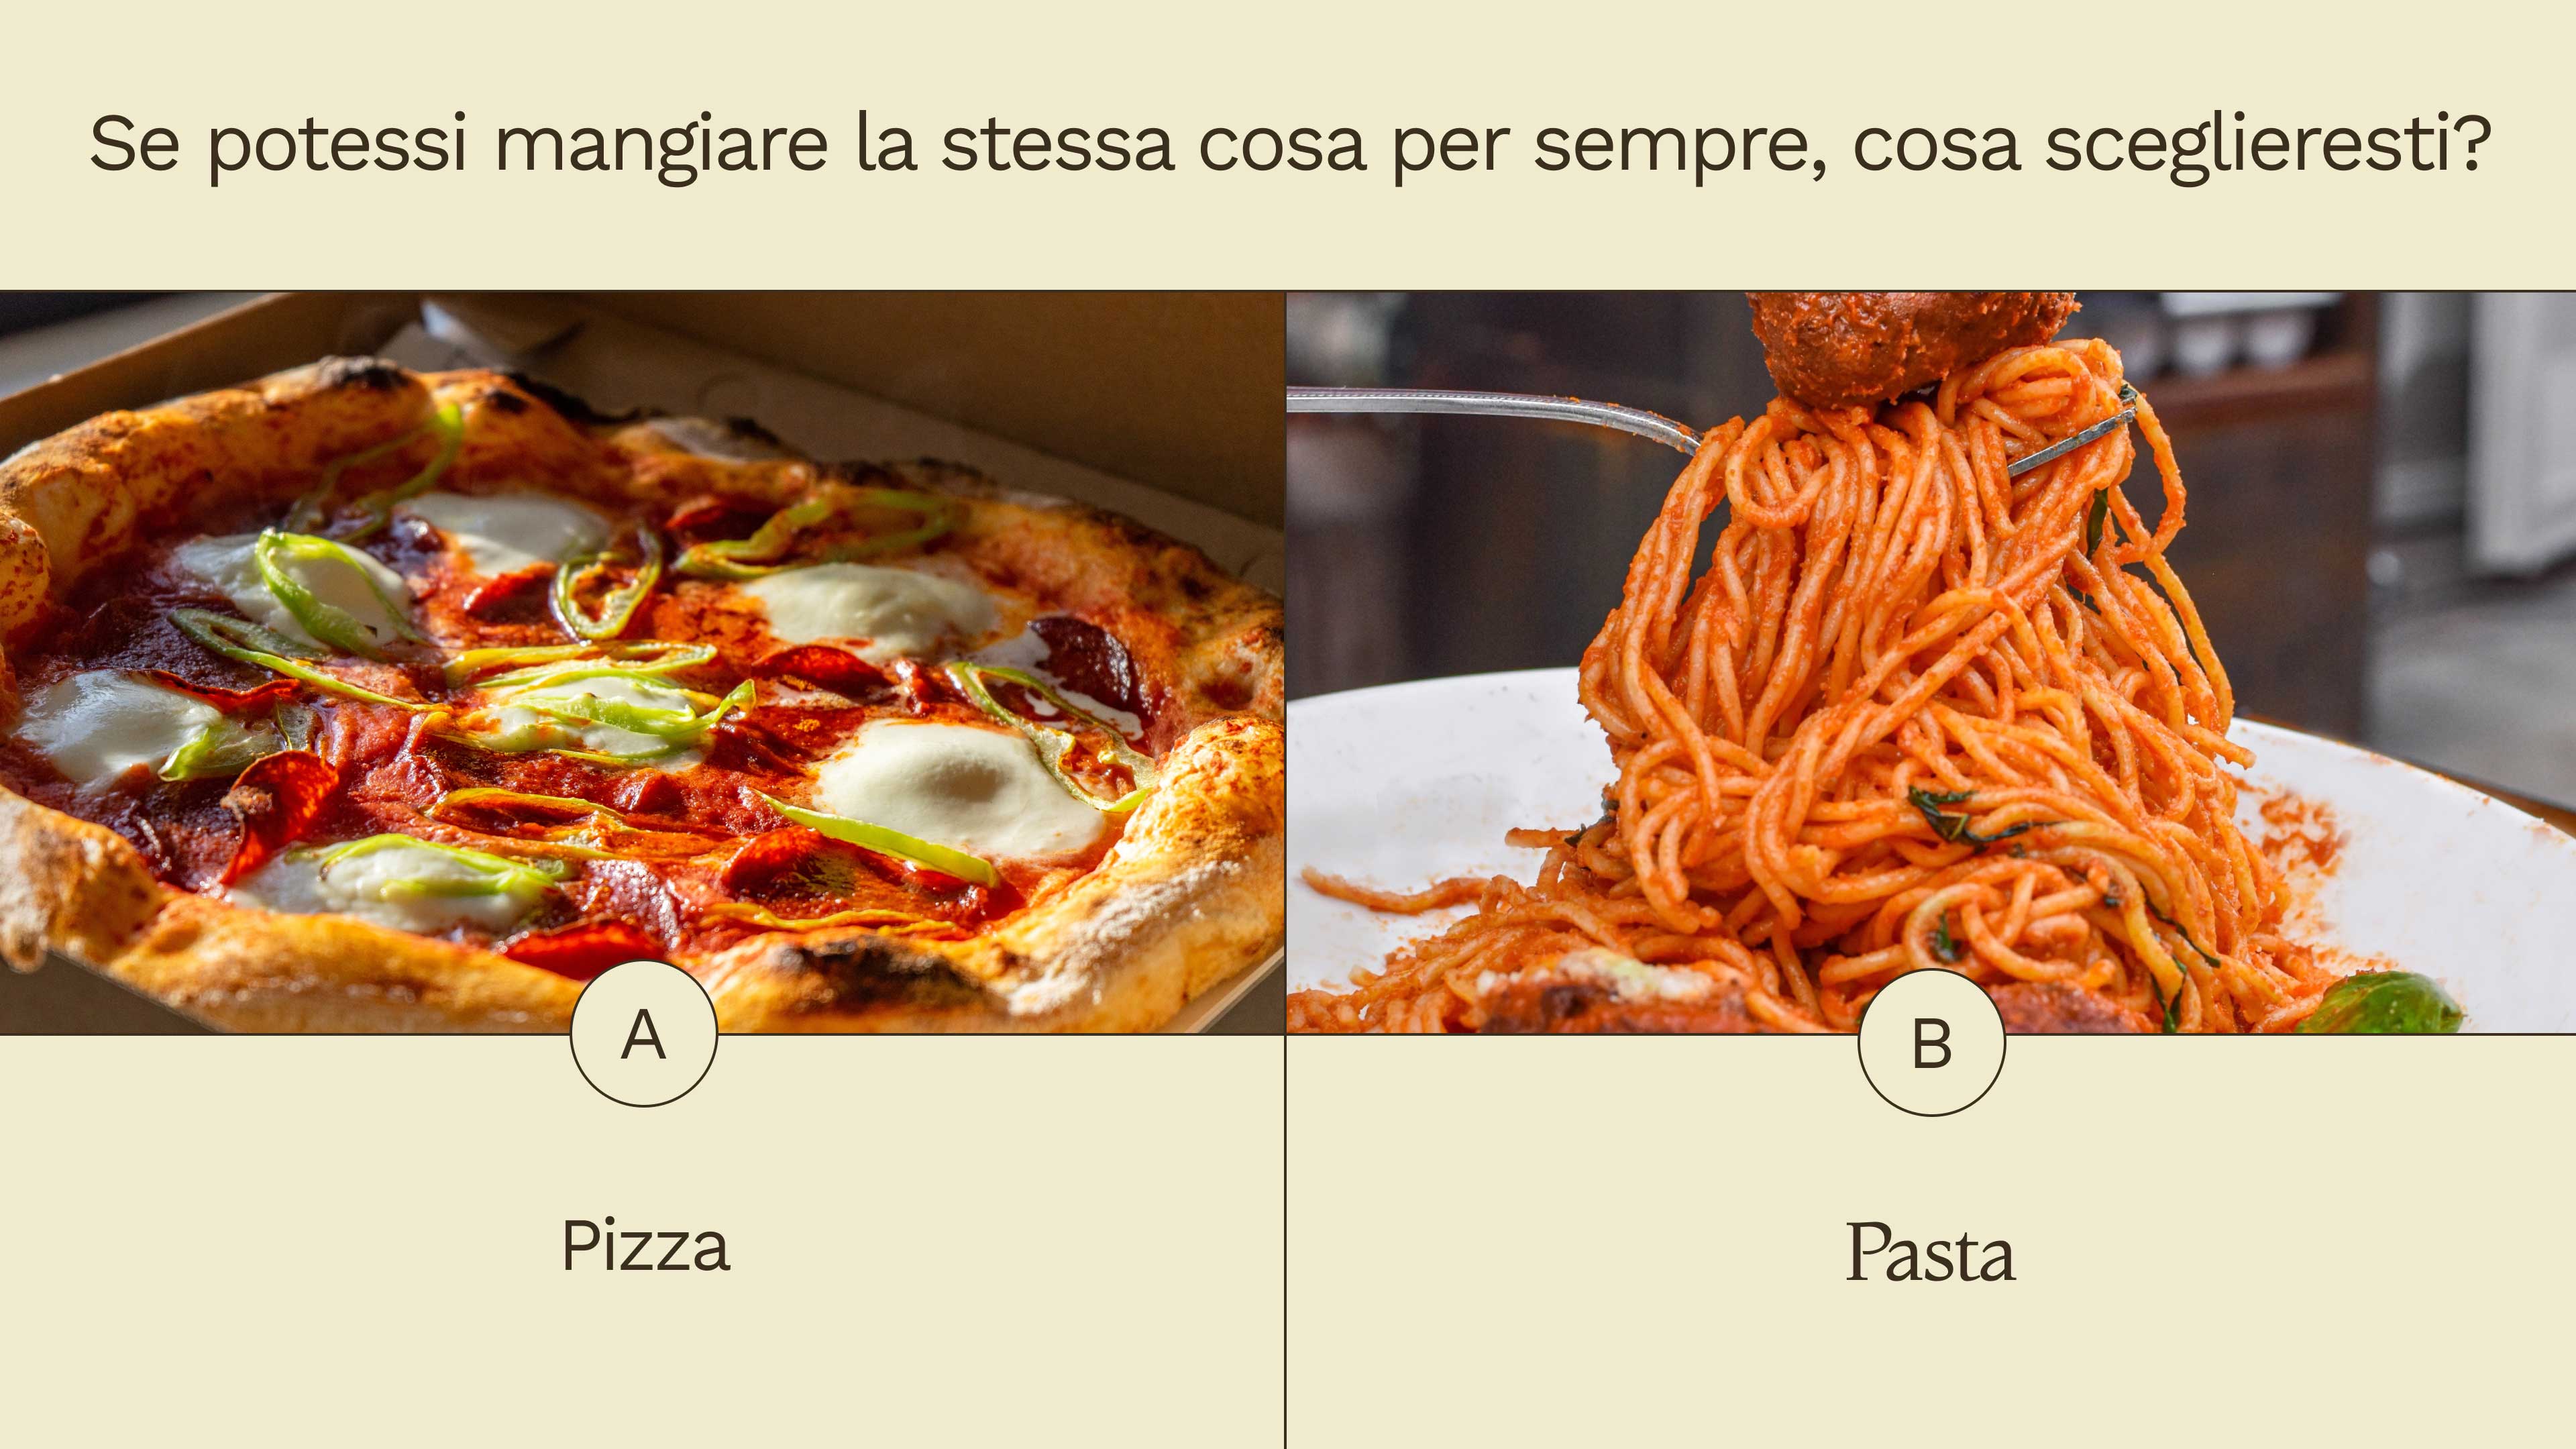 Se potessi mangiare la stessa cosa per sempre, cosa sceglieresti?
A
B
Pizza
Pasta